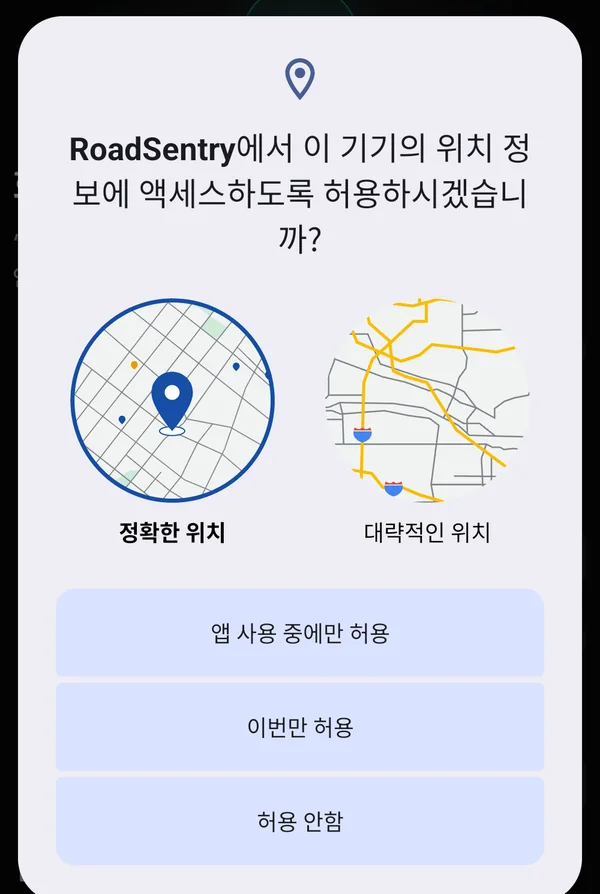 RoadSentry에서 이 기기의 위치 정
보에 액세스하도록 허용하시겠습니
까?
정확한 위치
대략적인 위치
앱 사용 중에만 허용
이번만 허용
허용 안함